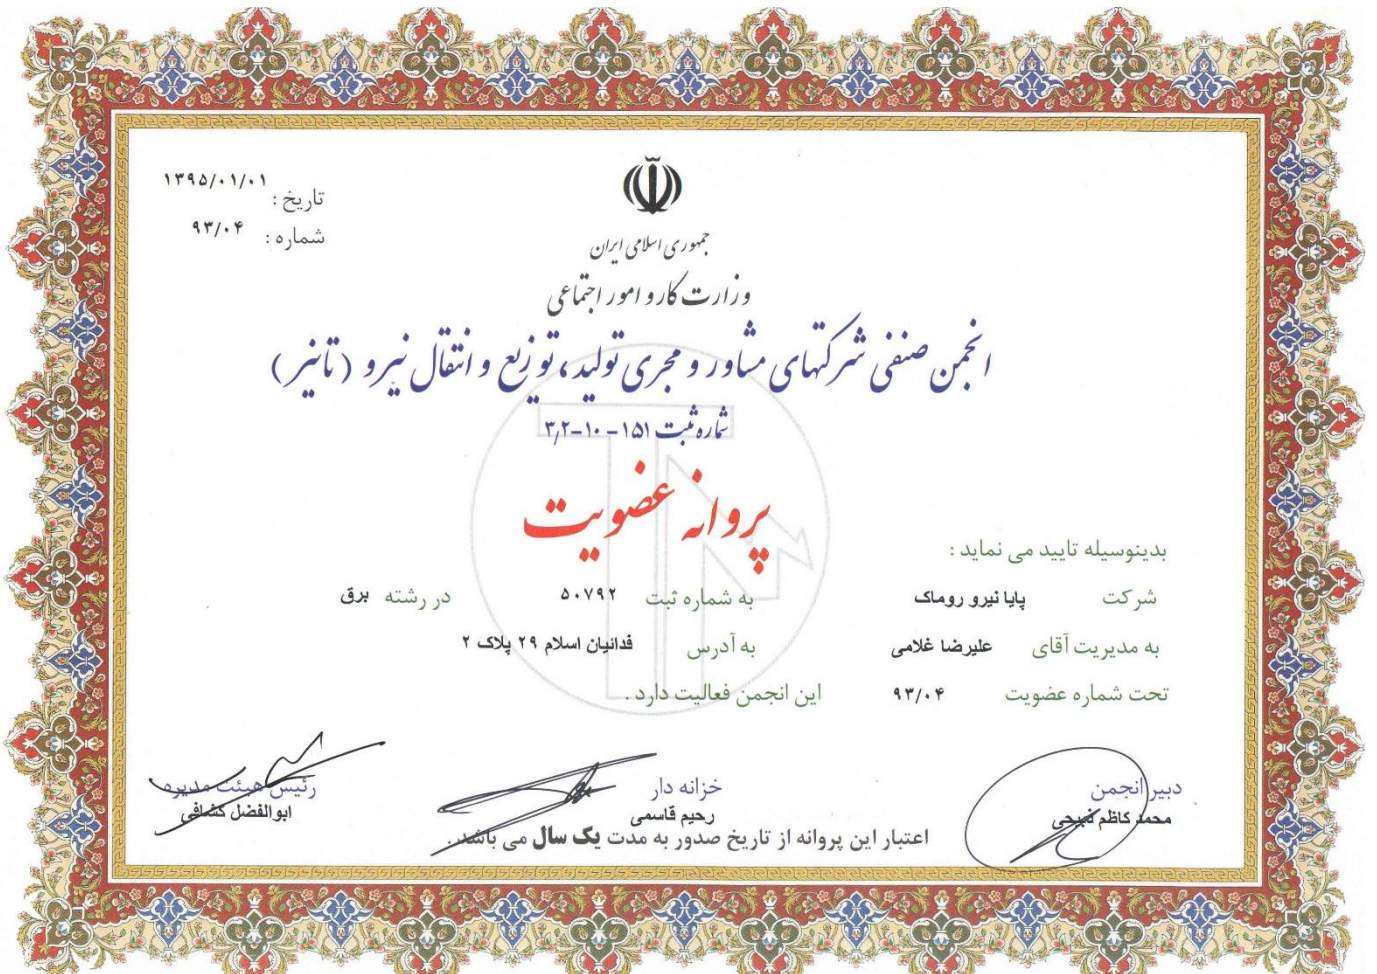 تاریخ : ۱۳۹۵/۰۱/۰۱
شماره : ۹۳/۰۴
جمهوری اسلامی ایران
وزارت کار و امور اجتماعی
انجمن صنفی شرکتهای مشاور و مجری تولید، توزیع و انتقال نیرو (تانیر)
شماره ثبت ۱۵۱-۱۰-۳,۲
پروانه عضویت
بدینوسیله تایید می نماید :
شرکت پایا نیرو روماک به شماره ثبت ۵۰۷۹۲ در رشته برق
به مدیریت آقای علیرضا غلامی به آدرس فدائیان اسلام ۲۹ پلاک ۲
تحت شماره عضویت ۹۳/۰۴ این انجمن فعالیت دارد .
دبیر انجمن خزانه دار رئیس هیئت مدیره
محمد کاظم رحیم قاسمی ابوالفضل
اعتبار این پروانه از تاریخ صدور به مدت یک سال می باشد.